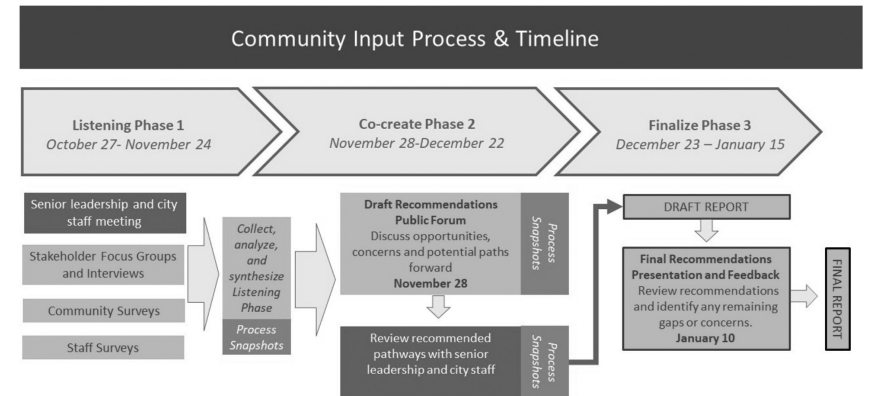 Community Input Process & Timeline
Listening Phase 1
October 27- November 24
Co-create Phase 2
November 28-December 22
Finalize Phase 3
December 23 – January 15
Senior leadership and city
staff meeting
Stakeholder Focus Groups
and Interviews
Community Surveys
Staff Surveys
Collect,
analyze,
and
synthesize
Listening
Phase
Process
Snapshots
Draft Recommendations
Public Forum
Discuss opportunities,
concerns and potential paths
forward
November 28
Process
Snapshots
Review recommended
pathways with senior
leadership and city staff
Process
Snapshots
DRAFT REPORT
Final Recommendations
Presentation and Feedback
Review recommendations
and identify any remaining
gaps or concerns.
January 10
FINAL REPORT